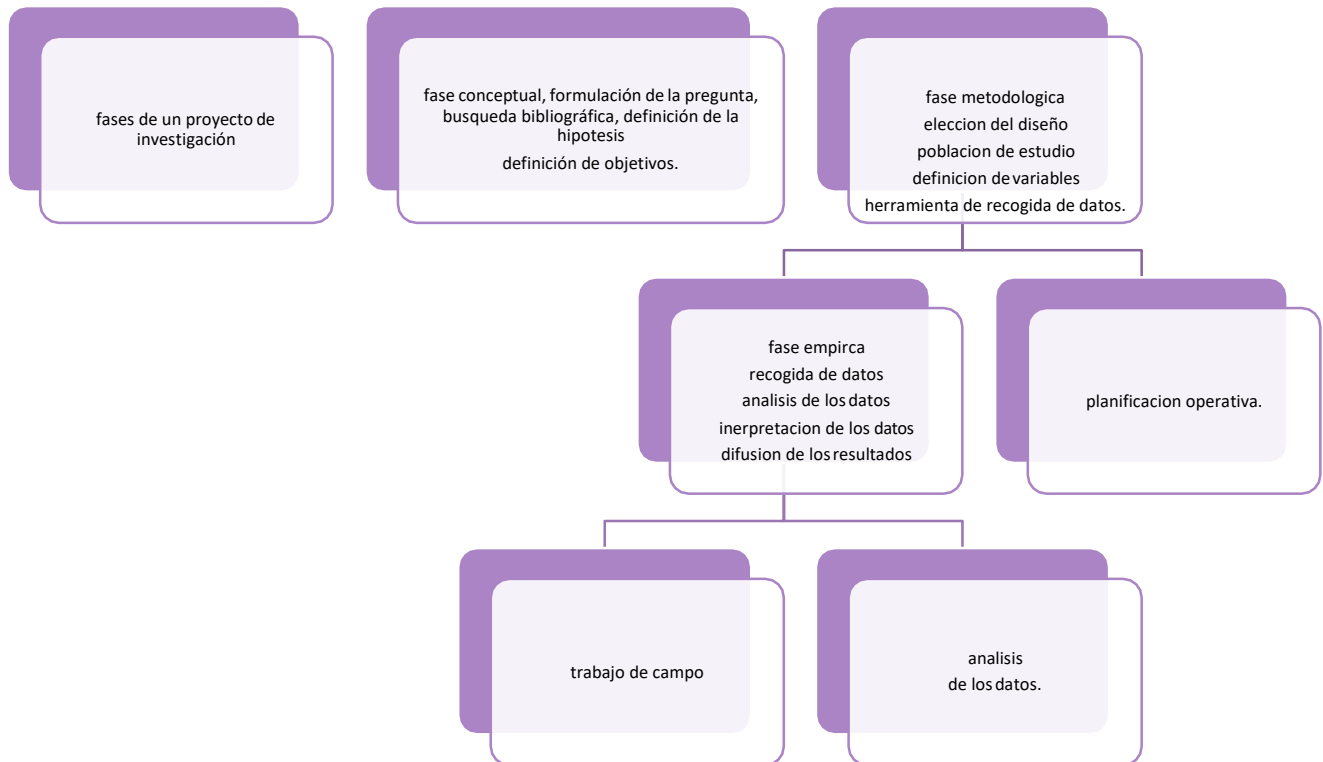 fases de un proyecto de
investigación
fase conceptual, formulación de la pregunta,
busqueda bibliográfica, definición de la
hipotesis
definición de objetivos.
fase metodologica
eleccion del diseño
poblacion de estudio
definicion de variables
herramienta de recogida de datos.
fase empirca
recogida de datos
analisis de los datos
inerpretacion de los datos
difusion de los resultados
planificacion operativa.
trabajo de campo
analisis
de los datos.